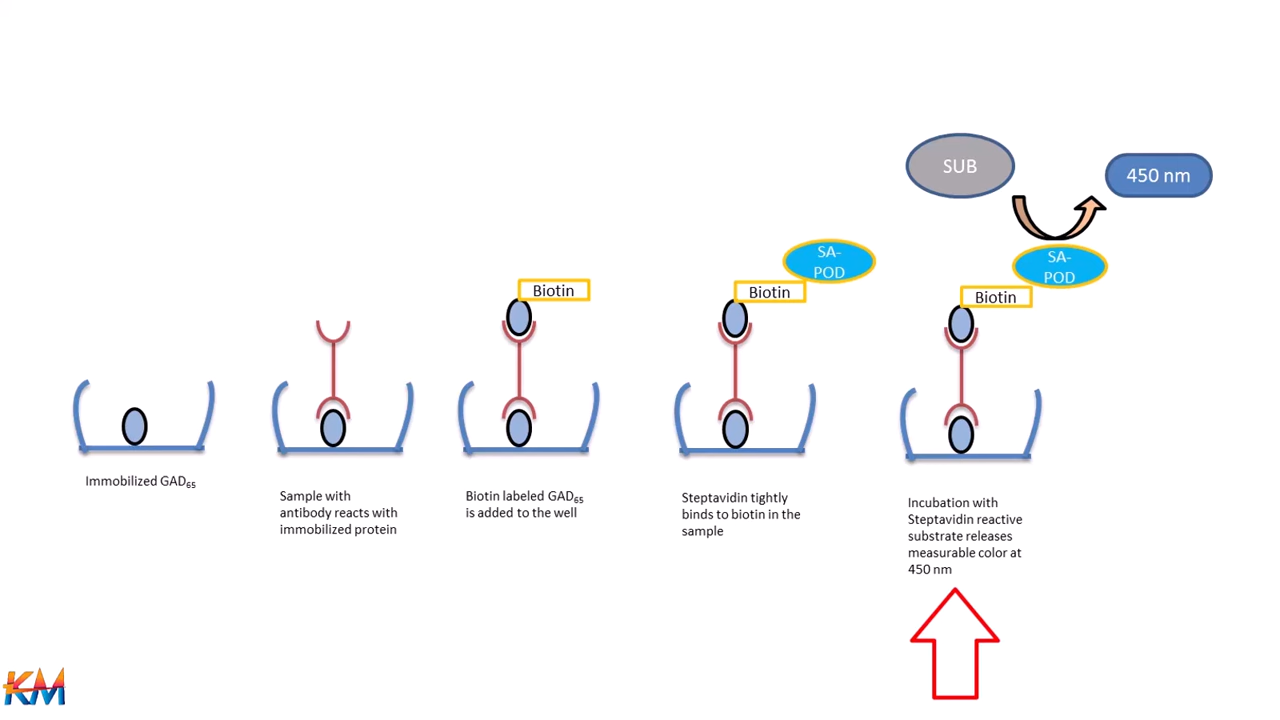 SUB
450 nm
SA-
POD
SA-
POD
Biotin
Biotin
Biotin
Immobilized GAD₆₅
Sample with
antibody reacts with
immobilized protein
Biotin labeled GAD₆₅
is added to the well
Steptavidin tightly
binds to biotin in the
sample
Incubation with
Steptavidin reactive
substrate releases
measurable color at
450 nm
KM